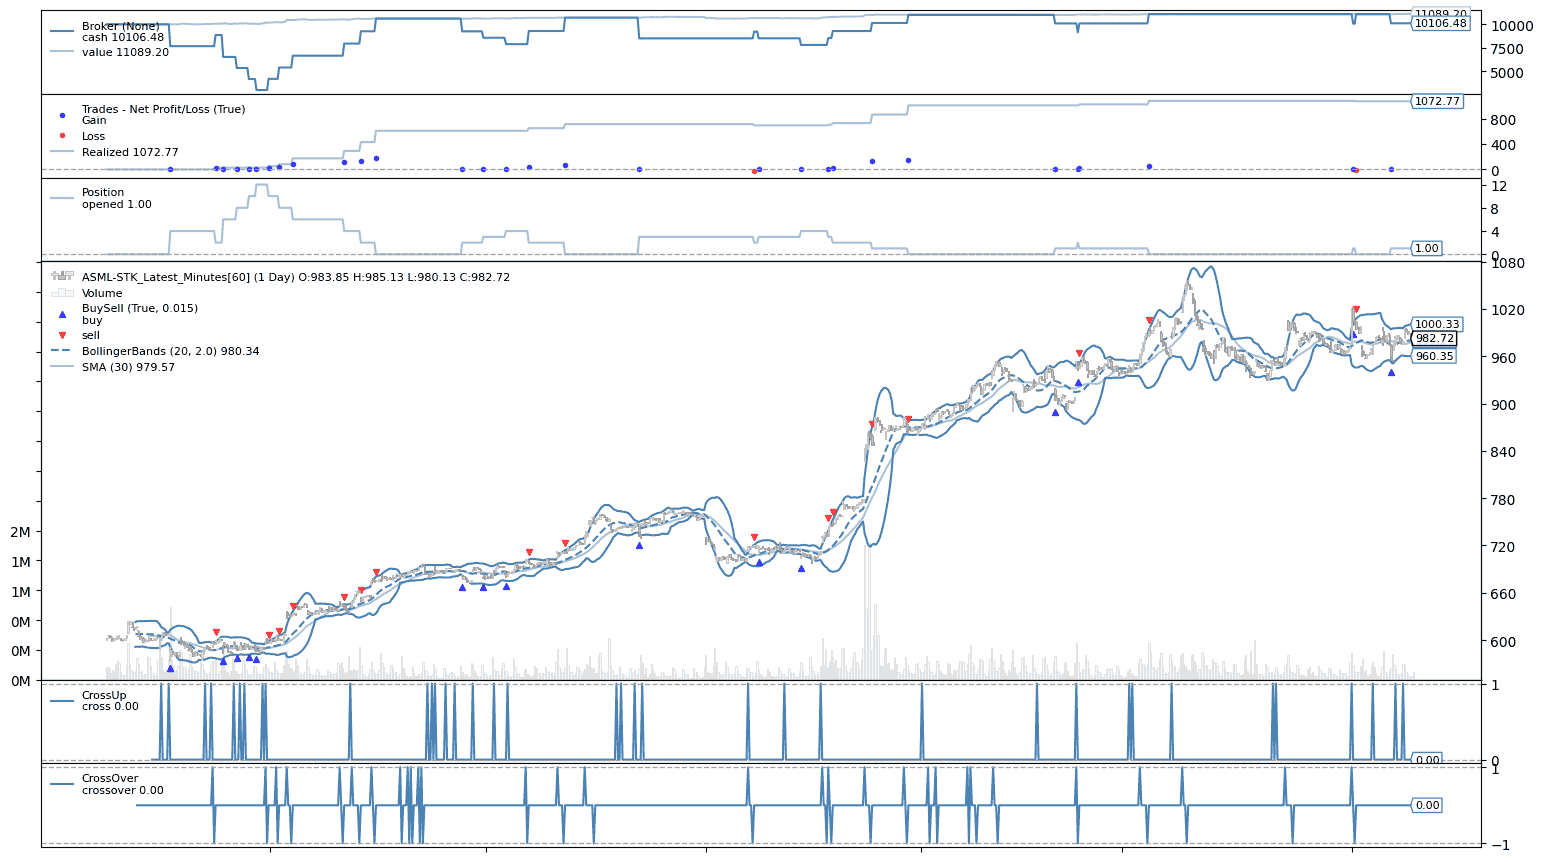 Broker (None)
cash 10106.48
value 11089.20
11089.20
10106.48
10000
7500
5000
Trades - Net Profit/Loss (True)
Gain
Loss
Realized 1072.77
1072.77
800
400
0
Position
opened 1.00
12
8
4
1.00
0
ASML-STK_Latest_Minutes[60] (1 Day) O:983.85 H:985.13 L:980.13 C:982.72
Volume
BuySell (True, 0.015)
buy
sell
BollingerBands (20, 2.0) 980.34
SMA (30) 979.57
1080
1020
1000.33
982.72
960.35
960
900
840
780
720
660
600
2M
1M
1M
0M
0M
0M
CrossUp
cross 0.00
1
0.00
0
CrossOver
crossover 0.00
1
0.00
−1